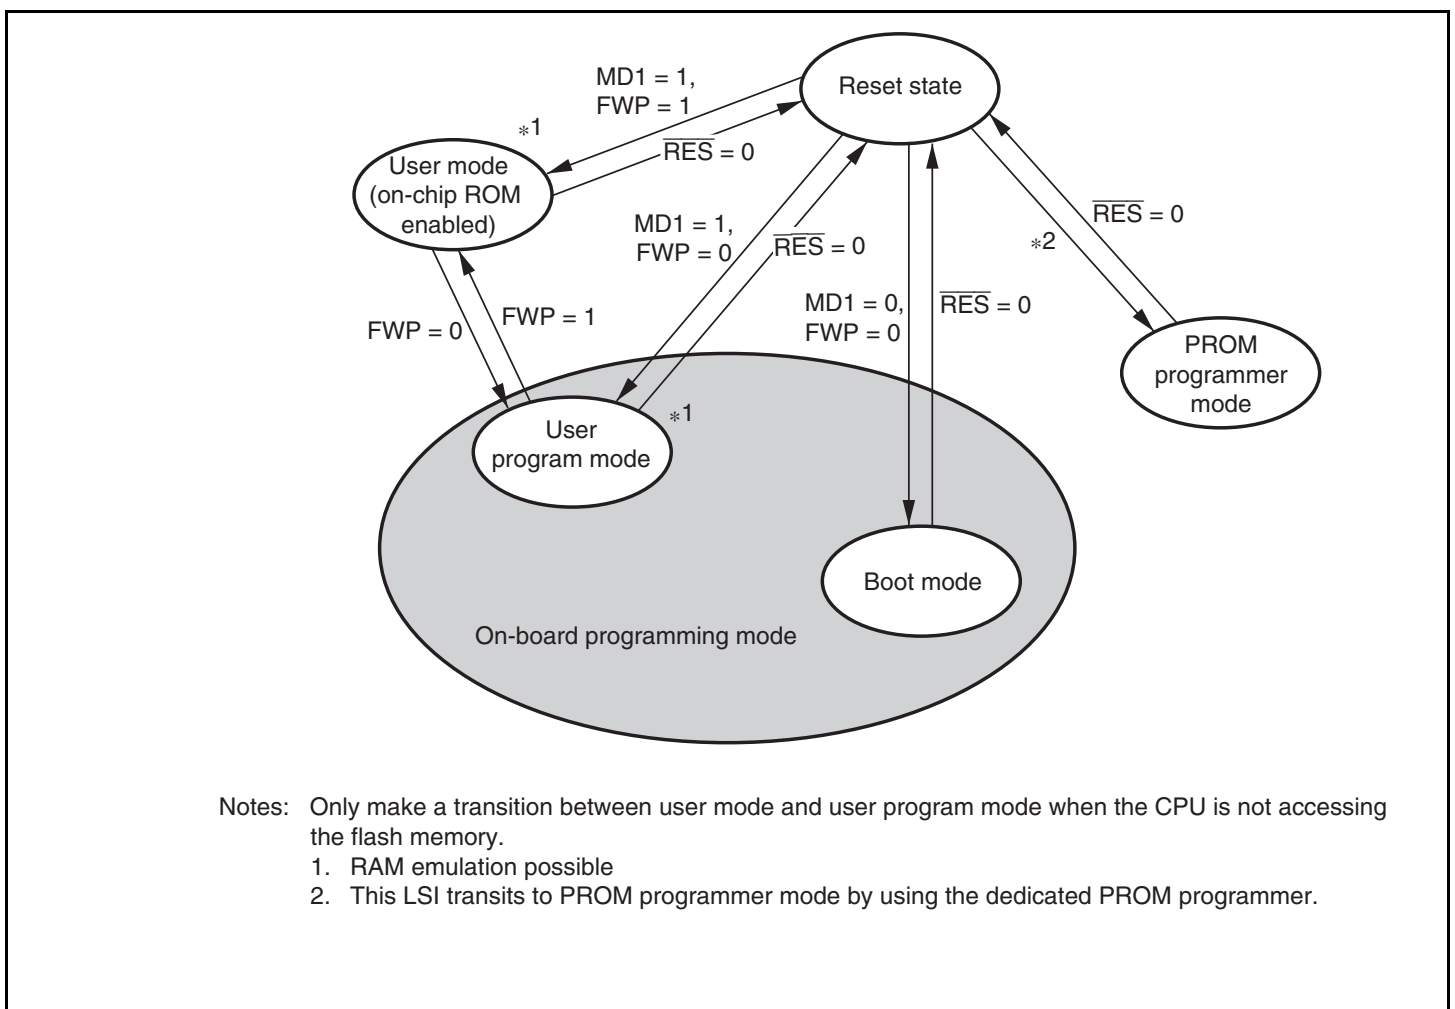 Reset state
MD1 = 1,
FWP = 1
*1
R̅E̅S̅ = 0
User mode
(on-chip ROM
enabled)
MD1 = 1,
FWP = 0
R̅E̅S̅ = 0
R̅E̅S̅ = 0
*2
FWP = 0
FWP = 1
MD1 = 0,
FWP = 0
R̅E̅S̅ = 0
PROM
programmer
mode
*1
User
program mode
Boot mode
On-board programming mode
Notes: Only make a transition between user mode and user program mode when the CPU is not accessing
the flash memory.
1. RAM emulation possible
2. This LSI transits to PROM programmer mode by using the dedicated PROM programmer.